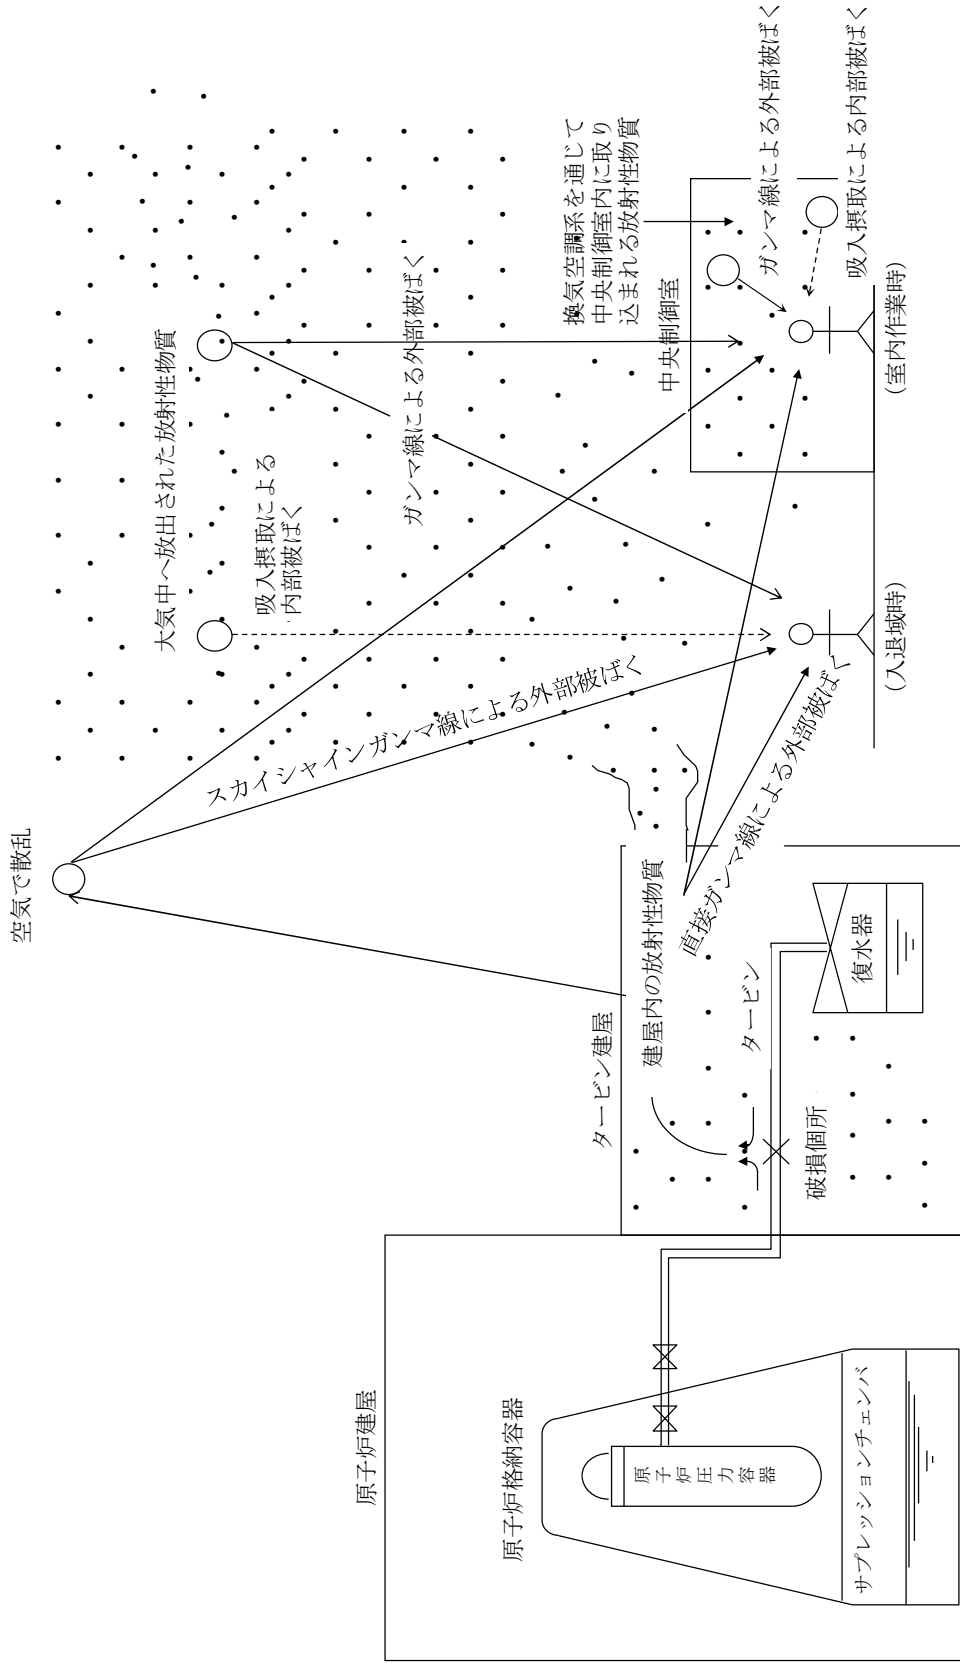 空気で散乱
大気中へ放出された放射性物質
吸入摂取による
内部被ばく
ガンマ線による外部被ばく
スカイシャインガンマ線による外部被ばく
換気空調系を通じて
中央制御室内に取り
込まれる放射性物質
中央制御室
ガンマ線による外部被ばく
吸入摂取による内部被ばく
(室内作業時)
(入退域時)
直接ガンマ線による外部被ばく
建屋内の放射性物質
タービン建屋
タービン
復水器
破損個所
原子炉建屋
原子炉格納容器
原子炉圧力容器
サプレッションチェンバ